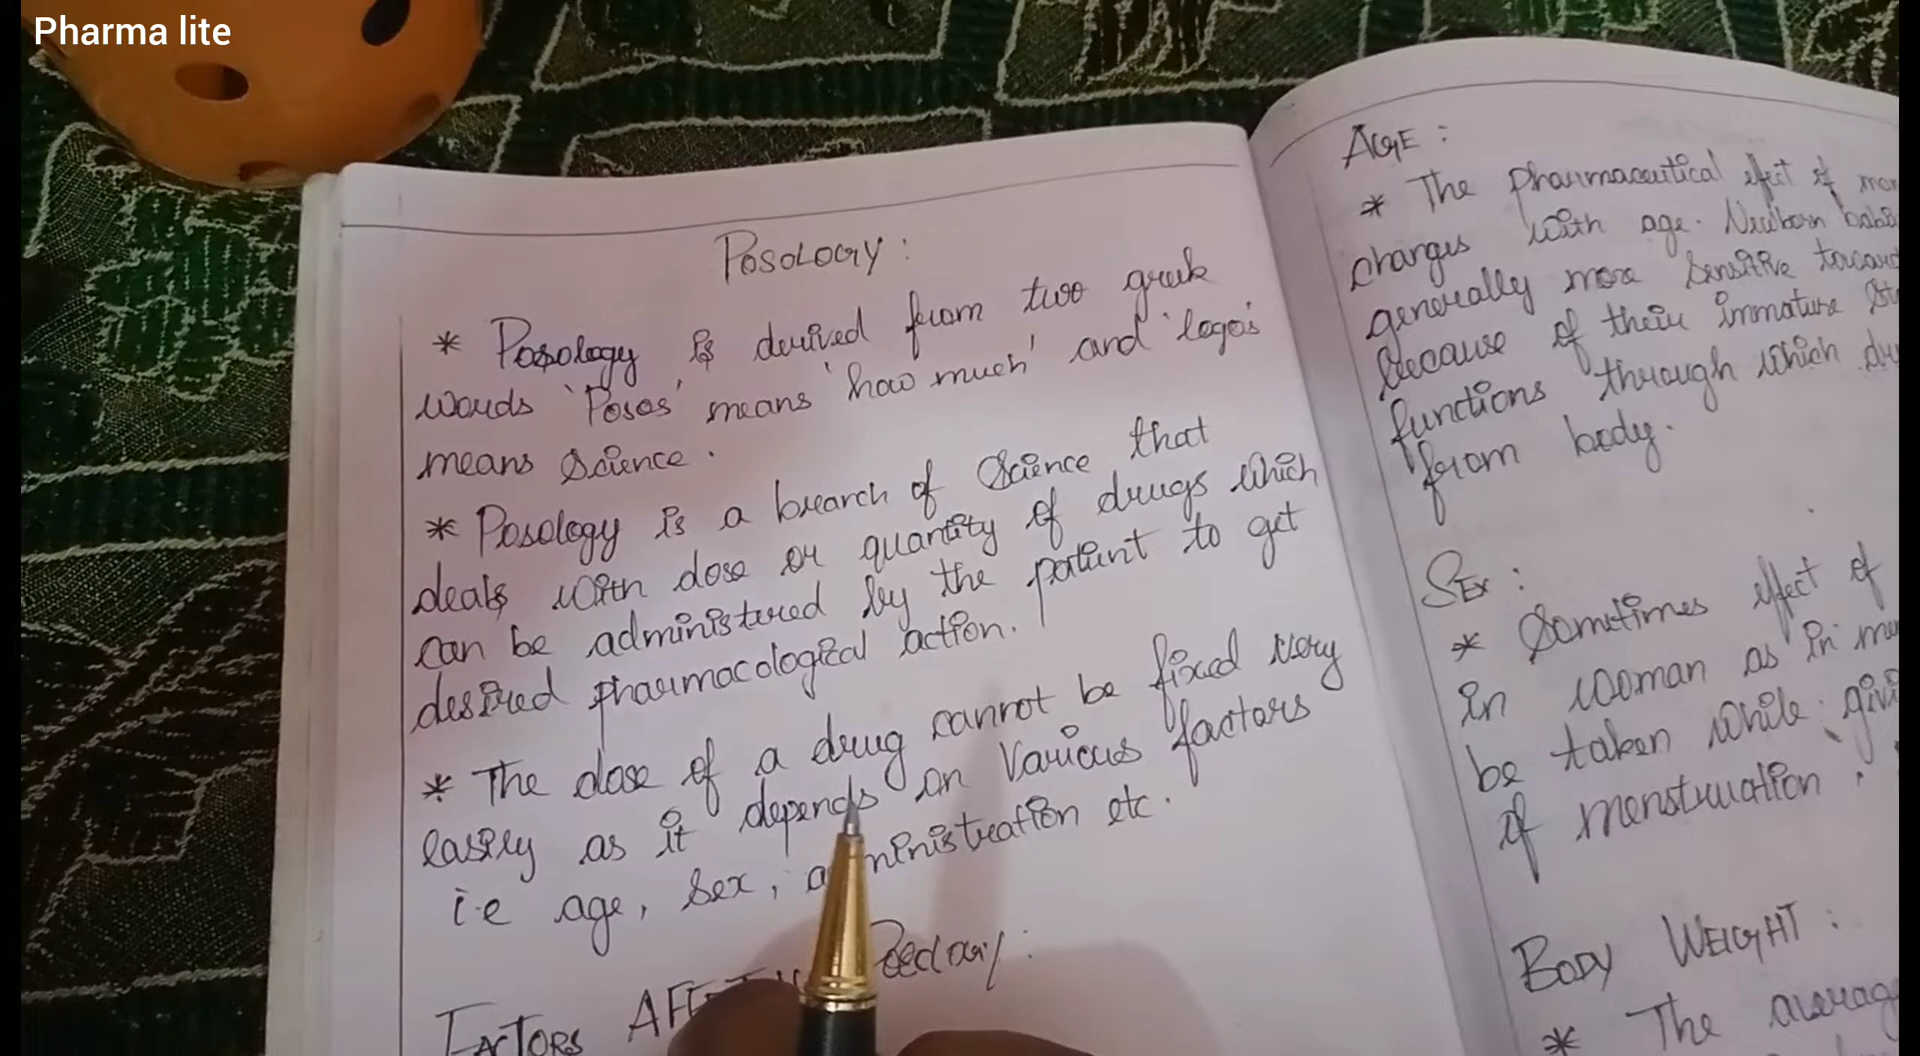 Pharma lite
POSOLOGY:
* Posology is derived from two greek
words 'Posos' means 'how much' and 'logos'
means science.
* Posology is a branch of science that
deals with dose or quantity of drugs which
can be administered by the patient to get
desired pharmacological action.
* The dose of a drug cannot be fixed very
easily as it depends on various factors
i.e age, sex, administration etc.
FACTORS
AGE:
* The pharmaceutical effect of
changes with age. Newborn
generally more sensitive
because of their immature
functions through which
from body.
SEX:
* Sometimes effect of
in woman as in
be taken while
of menstruation
BODY WEIGHT:
* The